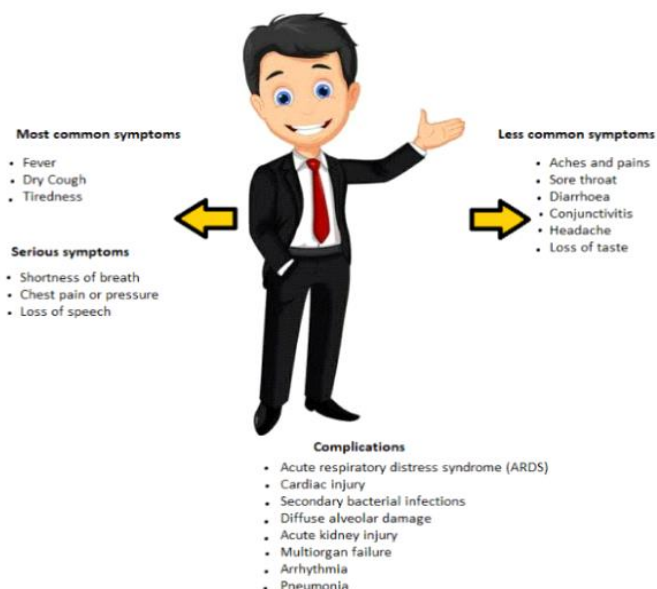 Most common symptoms
• Fever
• Dry Cough
• Tiredness
Serious symptoms
• Shortness of breath
• Chest pain or pressure
• Loss of speech
Less common symptoms
• Aches and pains
• Sore throat
• Diarrhoea
• Conjunctivitis
• Headache
• Loss of taste
Complications
• Acute respiratory distress syndrome (ARDS)
• Cardiac injury
• Secondary bacterial infections
• Diffuse alveolar damage
• Acute kidney injury
• Multiorgan failure
• Arrhythmia
• Pneumonia